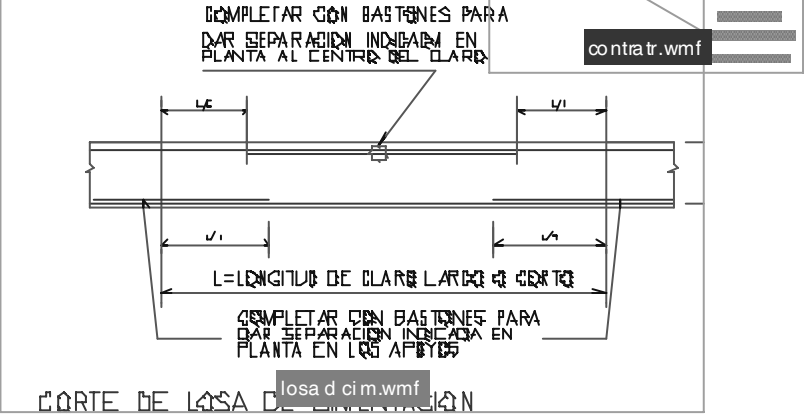 COMPLETAR CON BASTONES PARA
DAR SEPARACION INDICADA EN
PLANTA AL CENTRO DEL CLARO
contratr.wmf
L=LONGITUD DE CLARO LARGO O CORTO
COMPLETAR CON BASTONES PARA
DAR SEPARACION INDICADA EN
PLANTA EN LOS APOYOS
losa d cim.wmf
CORTE DE LOSA DE CIMENTACION